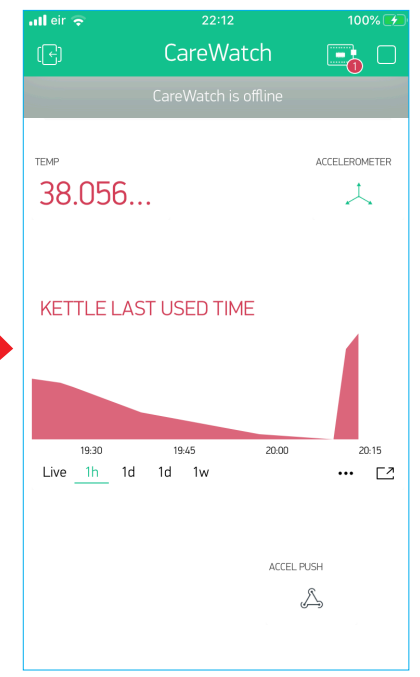 eir 22:12 100%
CareWatch
1
CareWatch is offline
TEMP ACCELEROMETER
38.056...
KETTLE LAST USED TIME
19:30 19:45 20:00 20:15
Live 1h 1d 1d 1w ...
ACCEL PUSH